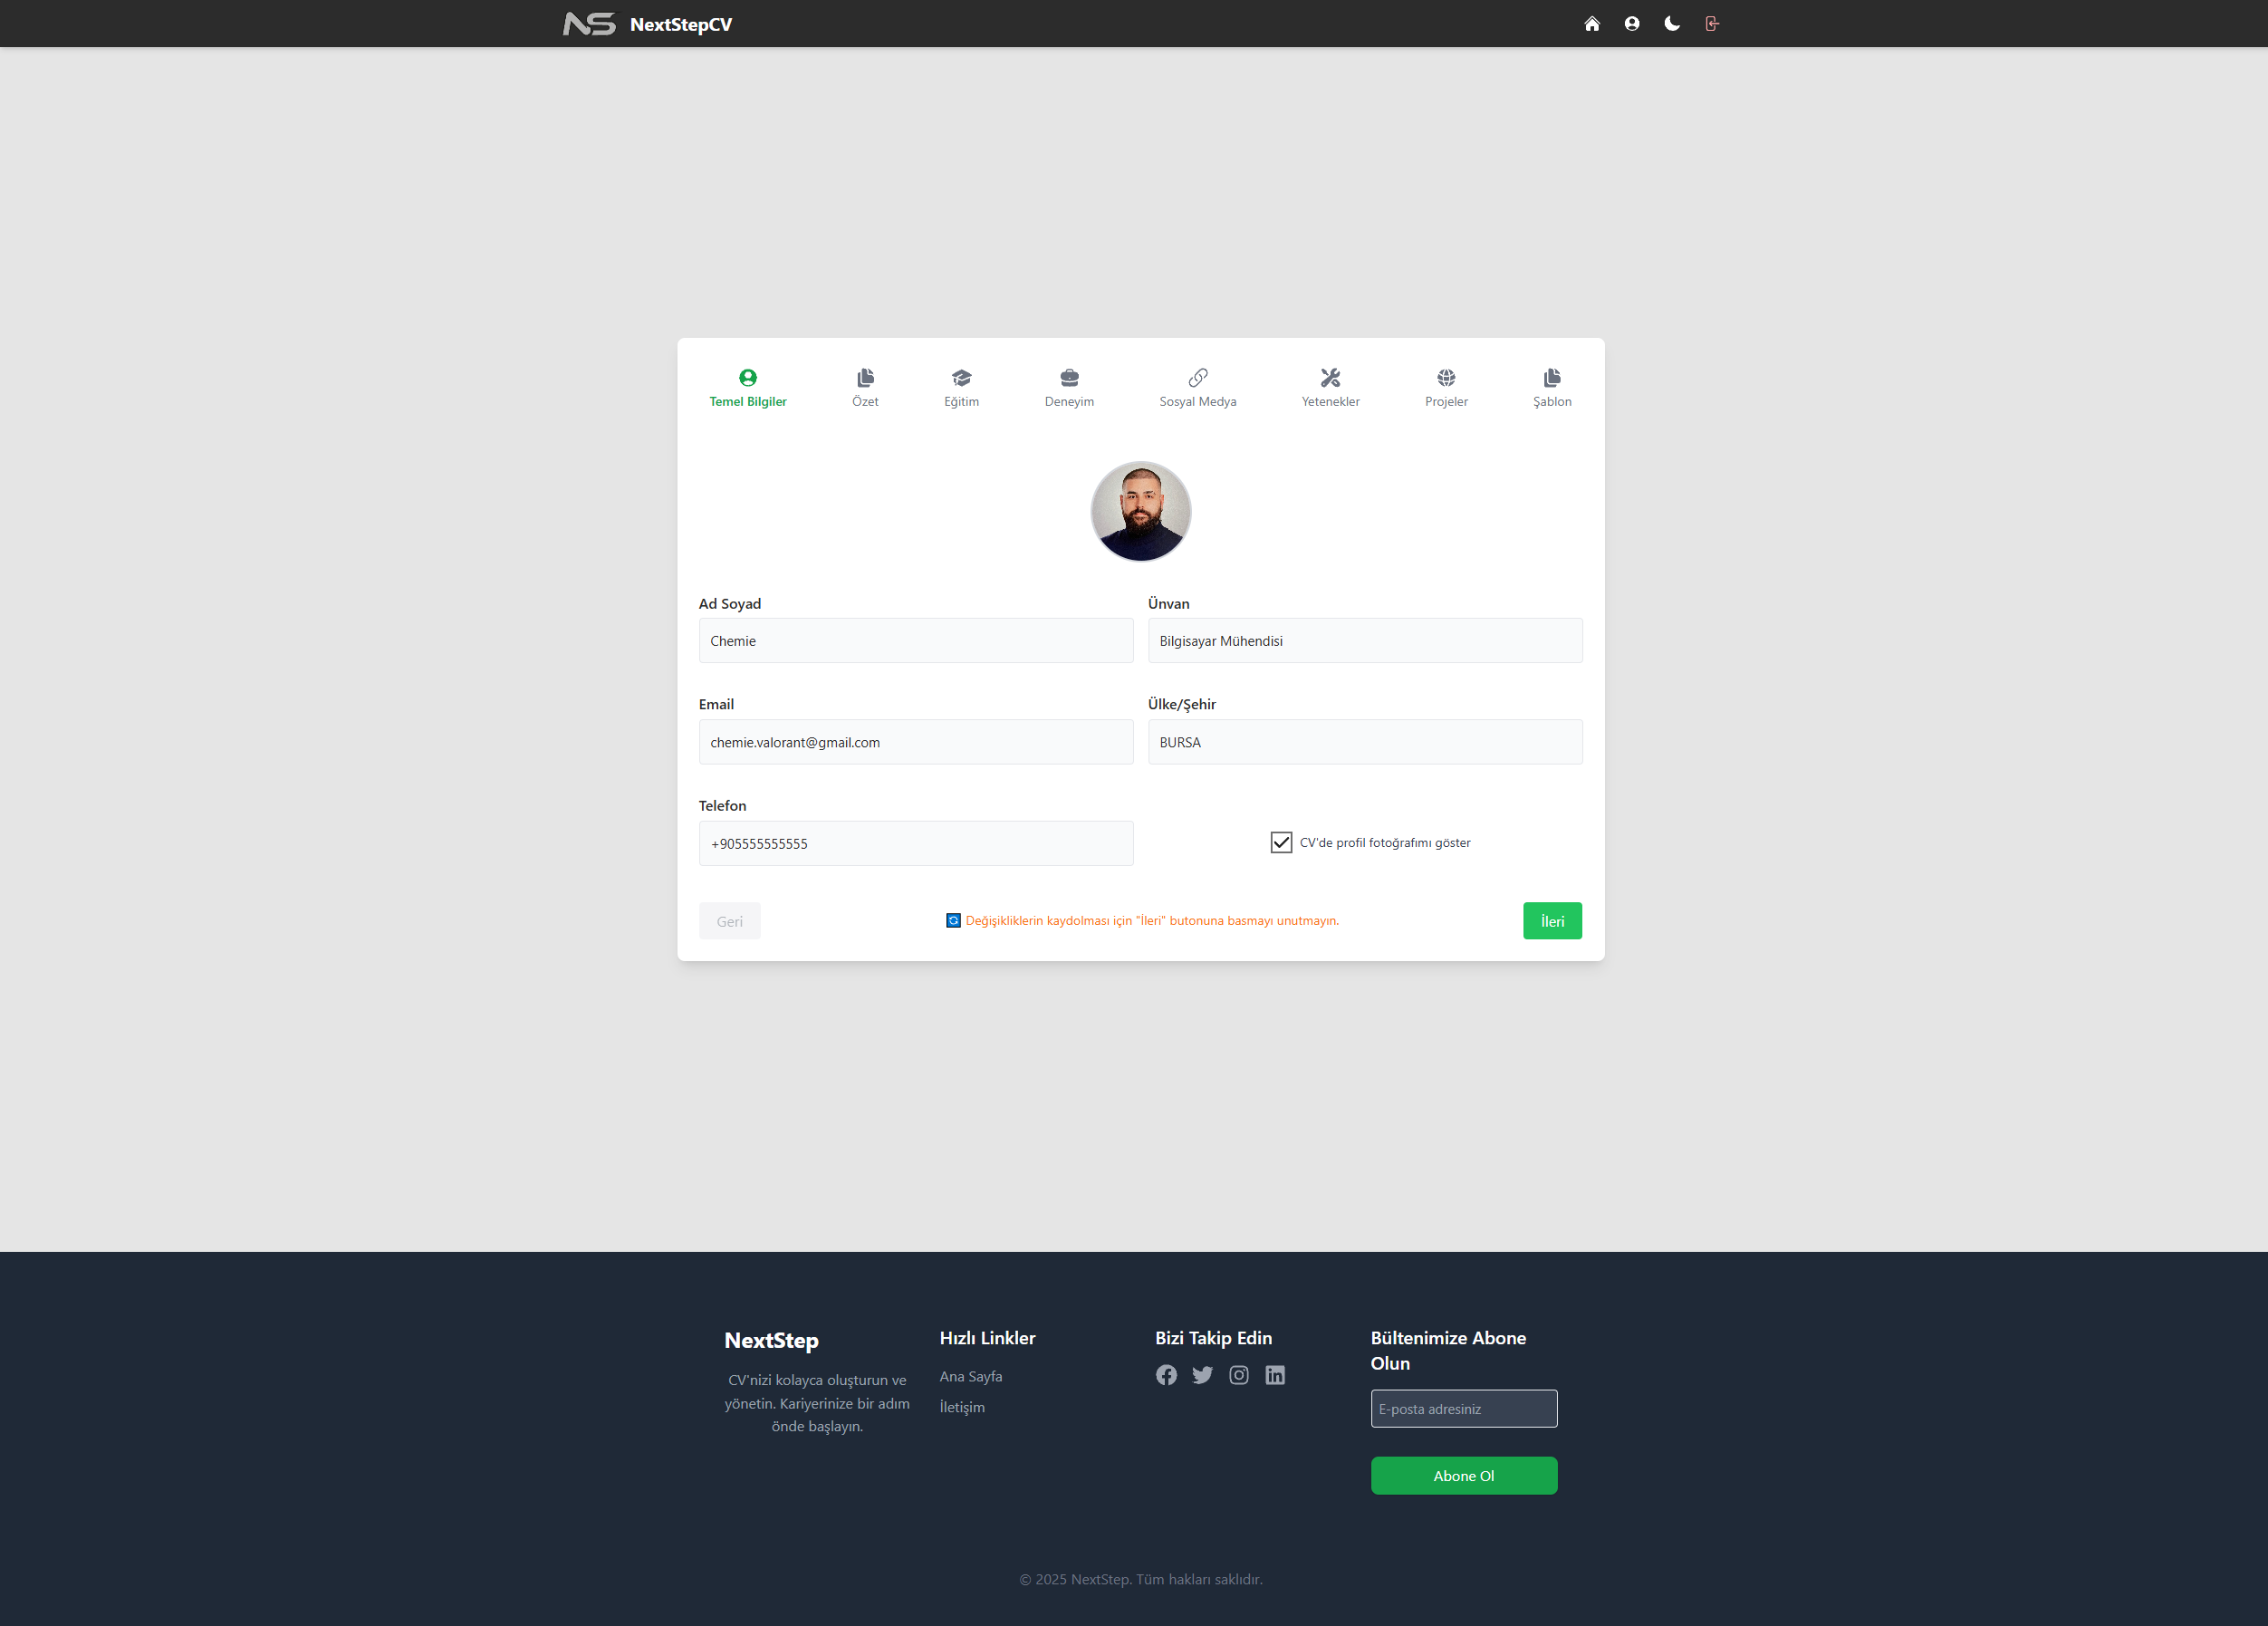 NS NextStepCV
Temel Bilgiler
Özet
Eğitim
Deneyim
Sosyal Medya
Yetenekler
Projeler
Şablon
Ad Soyad
Chemie
Ünvan
Bilgisayar Mühendisi
Email
chemie.valorant@gmail.com
Ülke/Şehir
BURSA
Telefon
+905555555555
CV'de profil fotoğrafımı göster
Geri
Değişikliklerin kaydolması için "İleri" butonuna basmayı unutmayın.
İleri
NextStep
CV'nizi kolayca oluşturun ve
yönetin. Kariyerinize bir adım
önde başlayın.
Hızlı Linkler
Ana Sayfa
İletişim
Bizi Takip Edin
Bültenimize Abone
Olun
E-posta adresiniz
Abone Ol
© 2025 NextStep. Tüm hakları saklıdır.